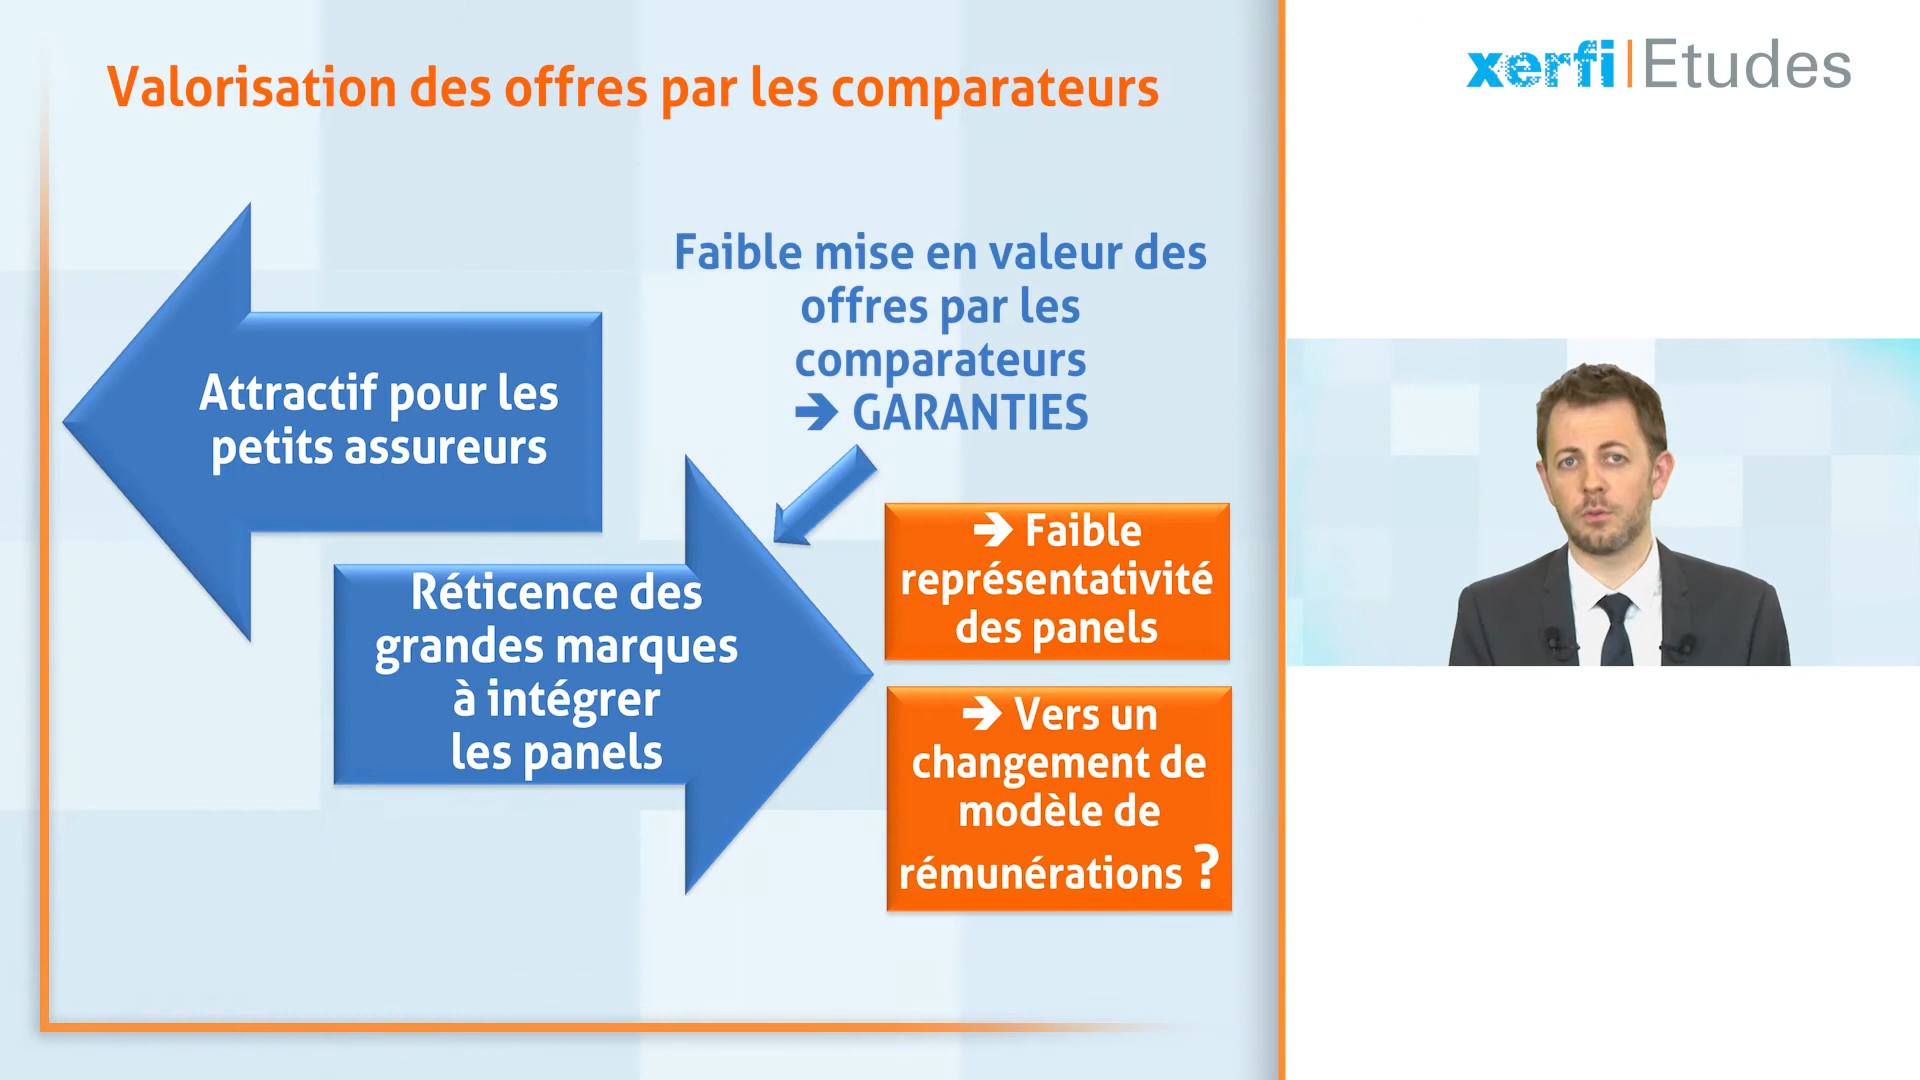 Valorisation des offres par les comparateurs
xerfi | Etudes
Attractif pour les
petits assureurs
Faible mise en valeur des
offres par les
comparateurs
➔ GARANTIES
Réticence des
grandes marques
à intégrer
les panels
➔ Faible
représentativité
des panels
➔ Vers un
changement de
modèle de
rémunérations ?